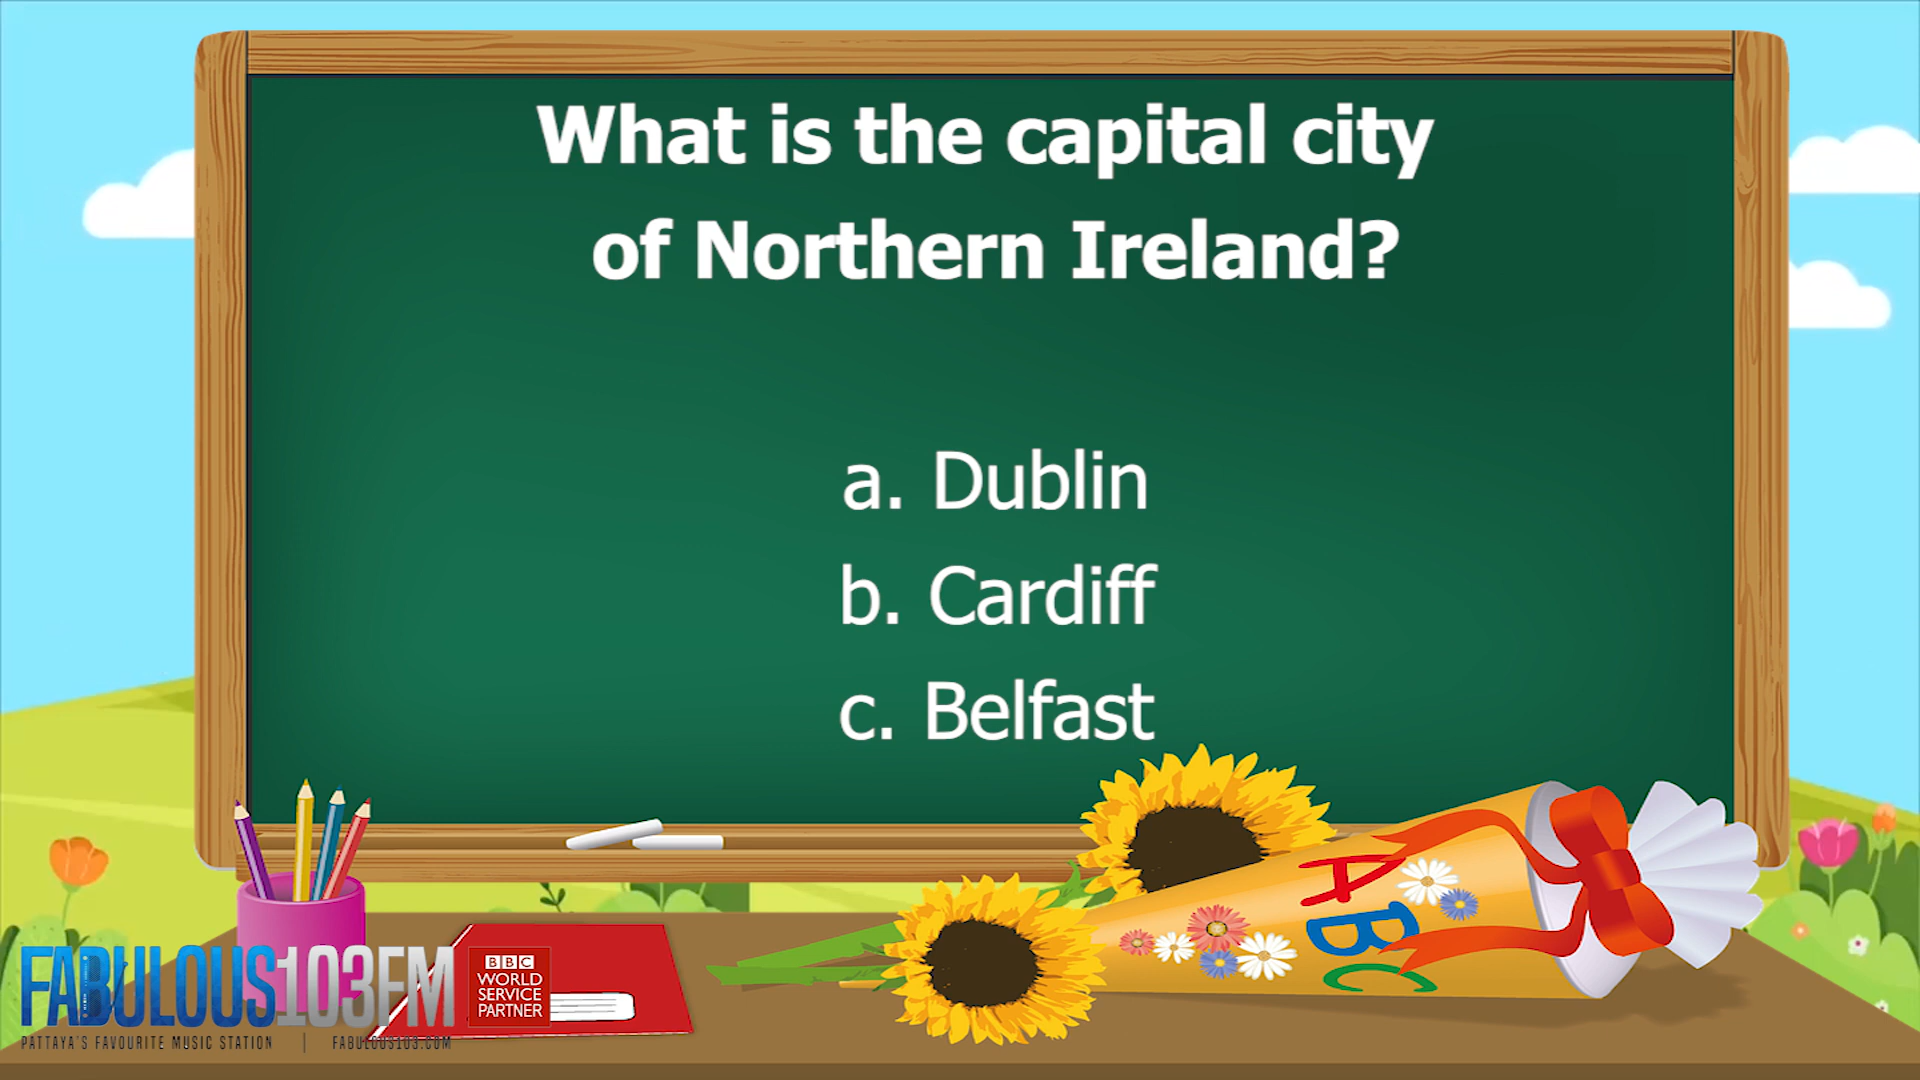 What is the capital city
of Northern Ireland?
a. Dublin
b. Cardiff
c. Belfast
ABC
FABULOUS103FM
PATTAYA'S FAVOURITE MUSIC STATION | FABULOUS103.COM
BBC
WORLD
SERVICE
PARTNER